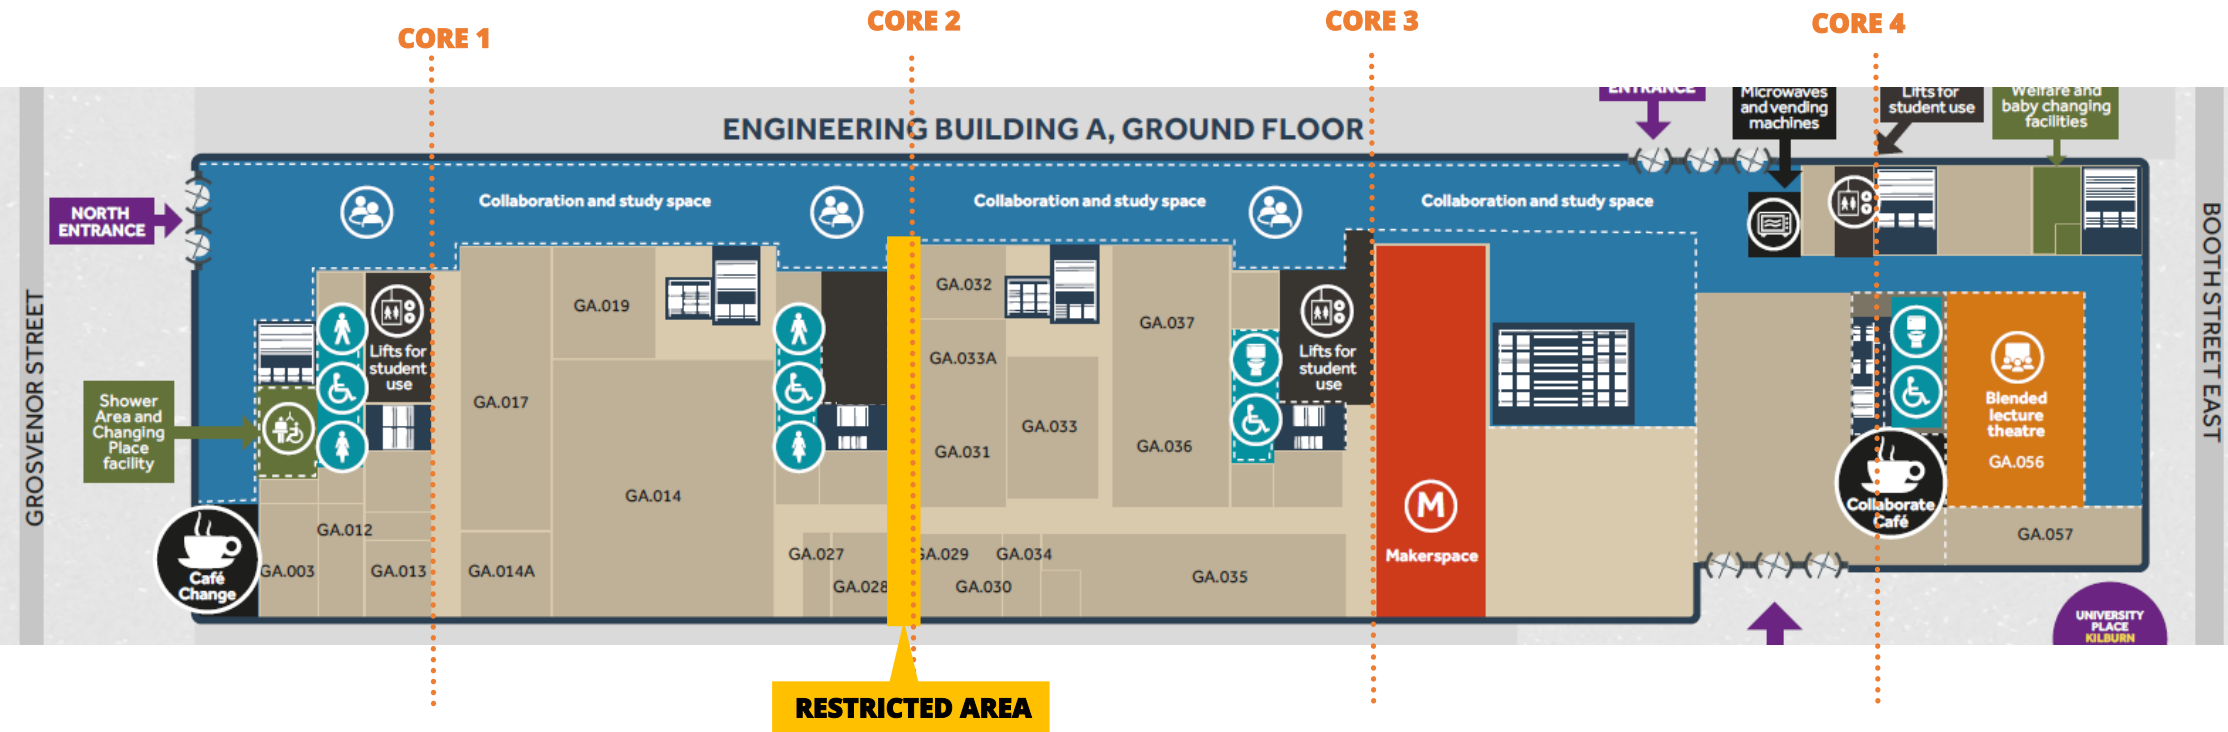 CORE 1
CORE 2
CORE 3
CORE 4
ENTRANCE
Microwaves
and vending
machines
Lifts for
student use
Welfare and
baby changing
facilities
ENGINEERING BUILDING A, GROUND FLOOR
NORTH
ENTRANCE
Collaboration and study space
Collaboration and study space
Collaboration and study space
GROSVENOR STREET
BOOTH STREET EAST
Shower
Area and
Changing
Place
facility
Lifts for
student
use
GA.019
GA.017
GA.014
GA.014A
GA.012
GA.003
GA.013
Café
Change
GA.027
GA.028
GA.032
GA.033A
GA.031
GA.033
GA.037
GA.036
GA.029
GA.034
GA.030
GA.035
Lifts for
student
use
M
Makerspace
Collaborate
Café
Blended
lecture
theatre
GA.056
GA.057
UNIVERSITY
PLACE
KILBURN
RESTRICTED AREA